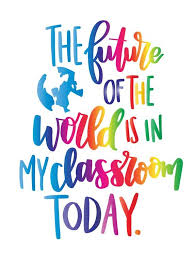 THE future
OF THE
world IS IN
MY classroom
TODAY.